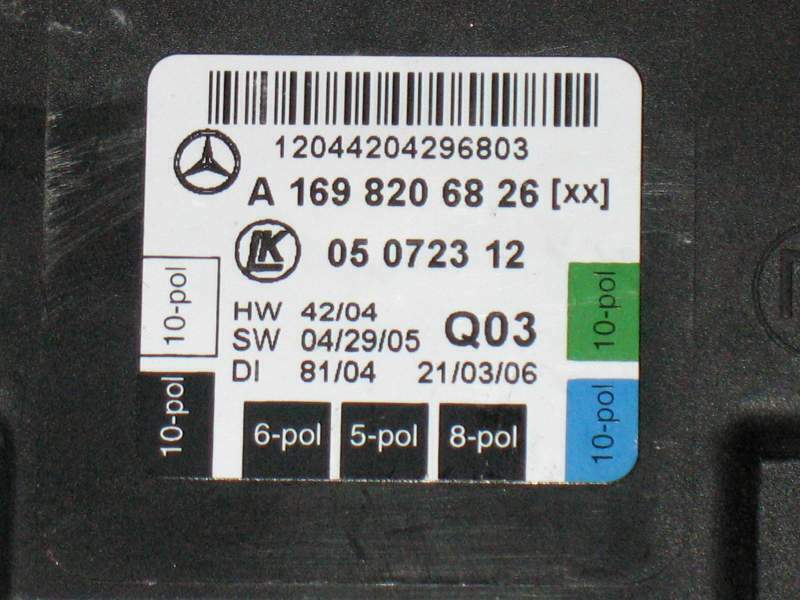 12044204296803
A 169 820 68 26 [xx]
LK 05 0723 12
HW 42/04
SW 04/29/05 Q03
DI 81/04 21/03/06
10-pol
10-pol
6-pol 5-pol 8-pol
10-pol
10-pol